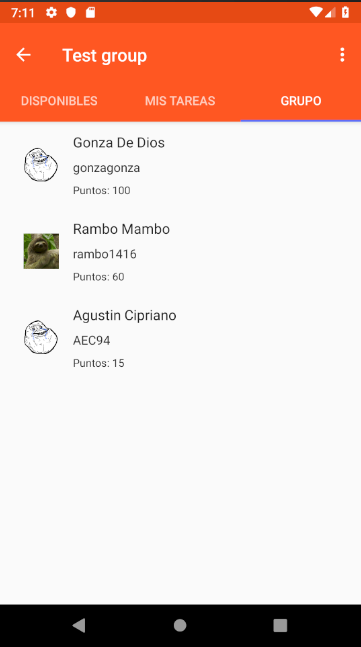 7:11
Test group
DISPONIBLES MIS TAREAS GRUPO
Gonza De Dios
gonzagonza
Puntos: 100
Rambo Mambo
rambo1416
Puntos: 60
Agustin Cipriano
AEC94
Puntos: 15